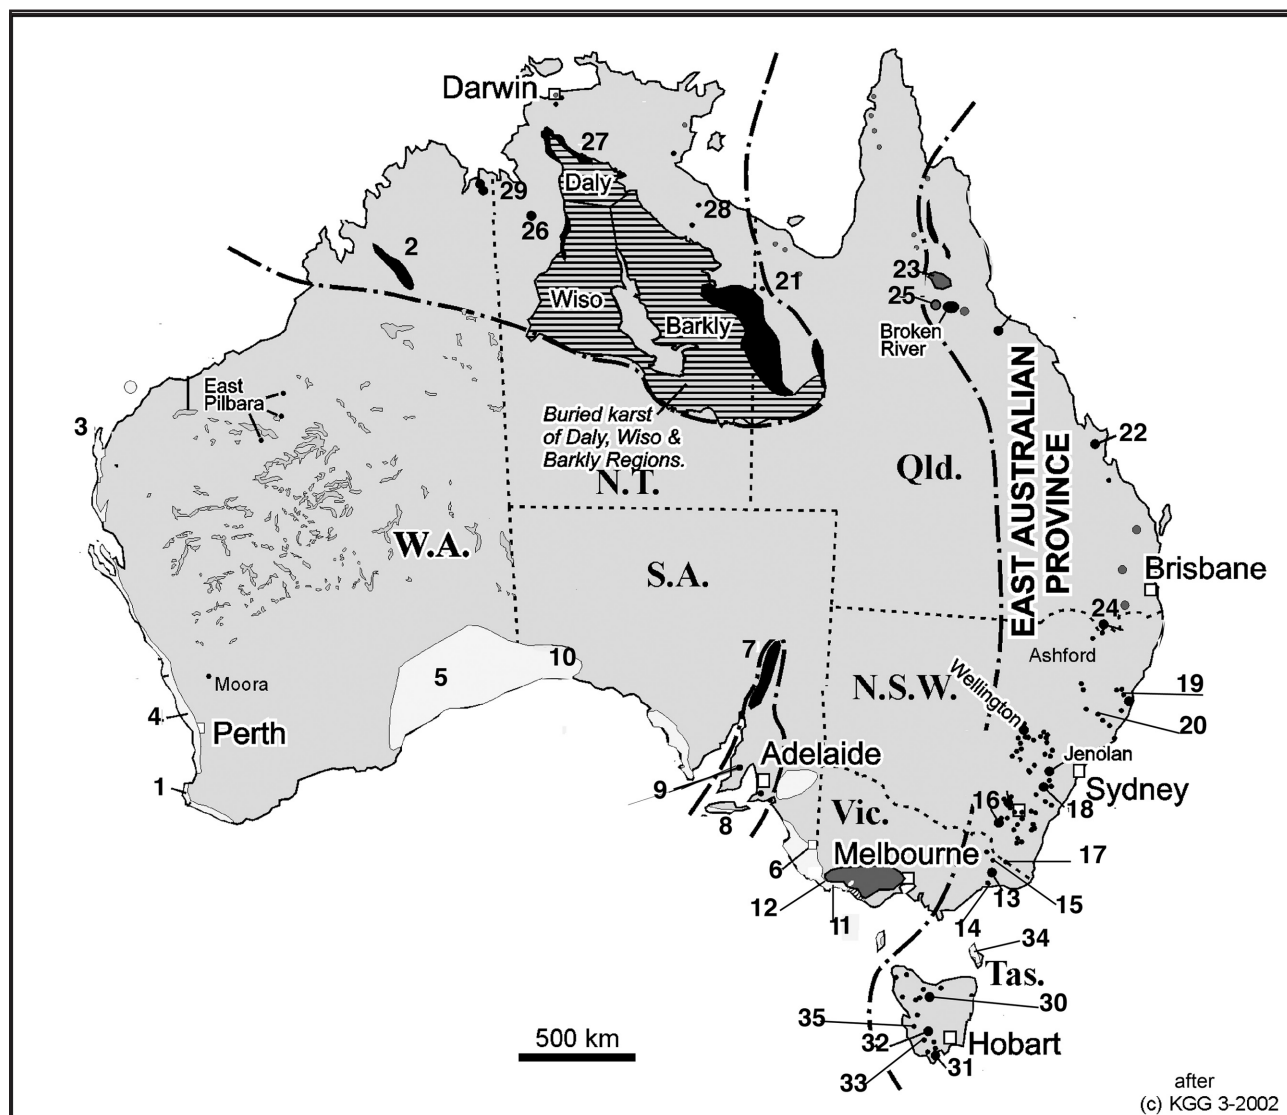 Darwin
27
Daly
29
28
26
2
21
23
25
Wiso
Barkly
Broken
River
East
Pilbara
3
Buried karst
of Daly, Wiso &
Barkly Regions.
N.T.
Qld.
EAST AUSTRALIAN
PROVINCE
22
W.A.
S.A.
Brisbane
24
Ashford
7
10
5
N.S.W.
Wellington
19
20
Moora
4
Perth
Adelaide
Jenolan
Sydney
1
9
8
Vic.
16
18
17
Melbourne
6
12
11
13
15
14
34
Tas.
30
35
32
Hobart
33
31
500 km
after
(c) KGG 3-2002